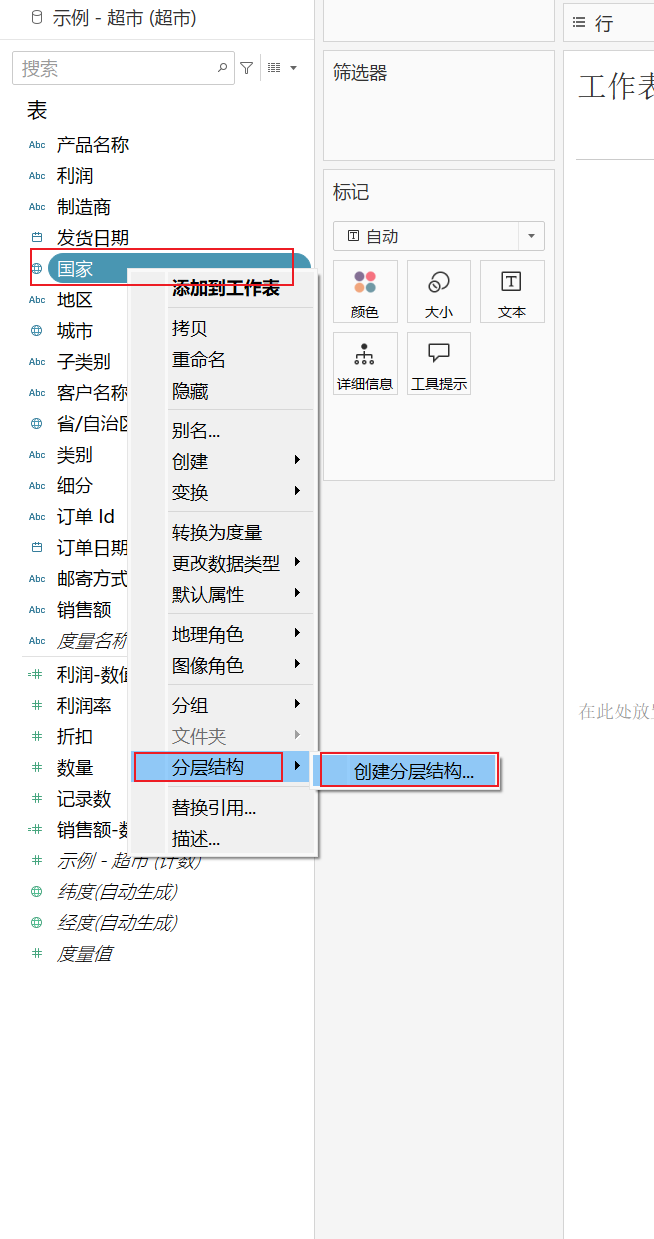 示例 - 超市 (超市)
搜索
表
Abc 产品名称
Abc 利润
Abc 制造商
发货日期
国家
Abc 地区
城市
Abc 子类别
Abc 客户名称
省/自治区
Abc 类别
Abc 细分
Abc 订单 Id
订单日期
Abc 邮寄方式
Abc 销售额
Abc 度量名称
=# 利润-数值
# 利润率
# 折扣
# 数量
# 记录数
=# 销售额-数
# 示例 - 超市 (计数)
纬度(自动生成)
经度(自动生成)
# 度量值
添加到工作表
拷贝
重命名
隐藏
别名...
创建
变换
转换为度量
更改数据类型
默认属性
地理角色
图像角色
分组
文件夹
分层结构
替换引用...
描述...
创建分层结构...
筛选器
标记
自动
颜色
大小
文本
详细信息
工具提示
行
工作表
在此处放